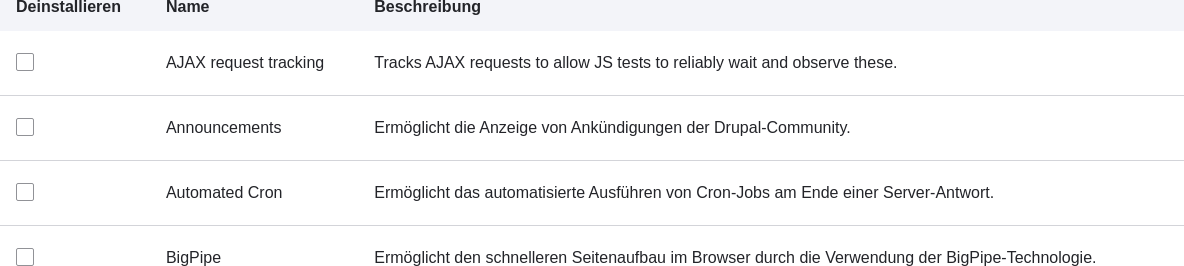 Deinstallieren Name Beschreibung
AJAX request tracking Tracks AJAX requests to allow JS tests to reliably wait and observe these.
Announcements Ermöglicht die Anzeige von Ankündigungen der Drupal-Community.
Automated Cron Ermöglicht das automatisierte Ausführen von Cron-Jobs am Ende einer Server-Antwort.
BigPipe Ermöglicht den schnelleren Seitenaufbau im Browser durch die Verwendung der BigPipe-Technologie.